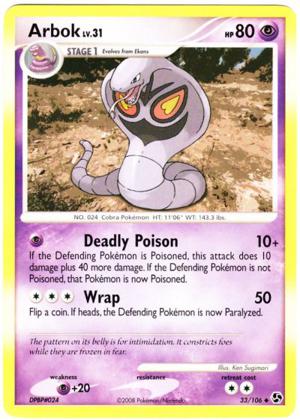 Arbok LV.31 HP 80
STAGE 1 Evolves from Ekans
NO. 024 Cobra Pokémon HT: 11'06" WT: 143.3 lbs.
Deadly Poison 10+
If the Defending Pokémon is Poisoned, this attack does 10
damage plus 40 more damage. If the Defending Pokémon is not
Poisoned, that Pokémon is now Poisoned.
Wrap 50
Flip a coin. If heads, the Defending Pokémon is now Paralyzed.
The pattern on its belly is for intimidation. It constricts foes
while they are frozen in fear.
Illus. Ken Sugimori
weakness resistance retreat cost
+20
DPBP#024 ©2008 Pokémon/Nintendo 33/106